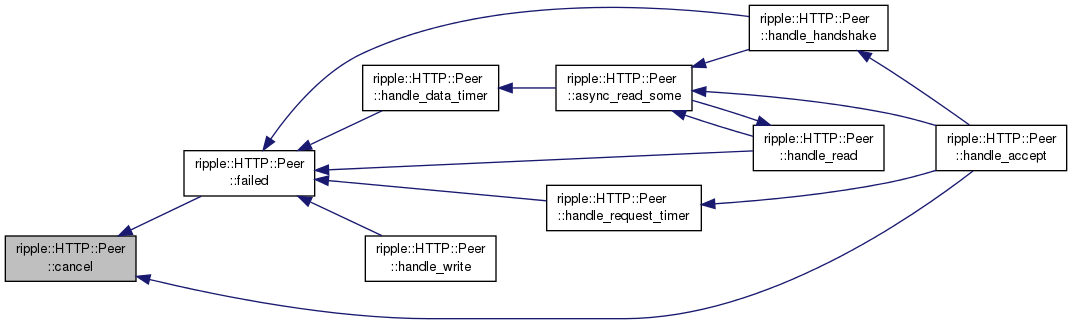 ripple::HTTP::Peer
::handle_handshake
ripple::HTTP::Peer
::handle_data_timer
ripple::HTTP::Peer
::async_read_some
ripple::HTTP::Peer
::handle_read
ripple::HTTP::Peer
::handle_accept
ripple::HTTP::Peer
::failed
ripple::HTTP::Peer
::handle_request_timer
ripple::HTTP::Peer
::cancel
ripple::HTTP::Peer
::handle_write